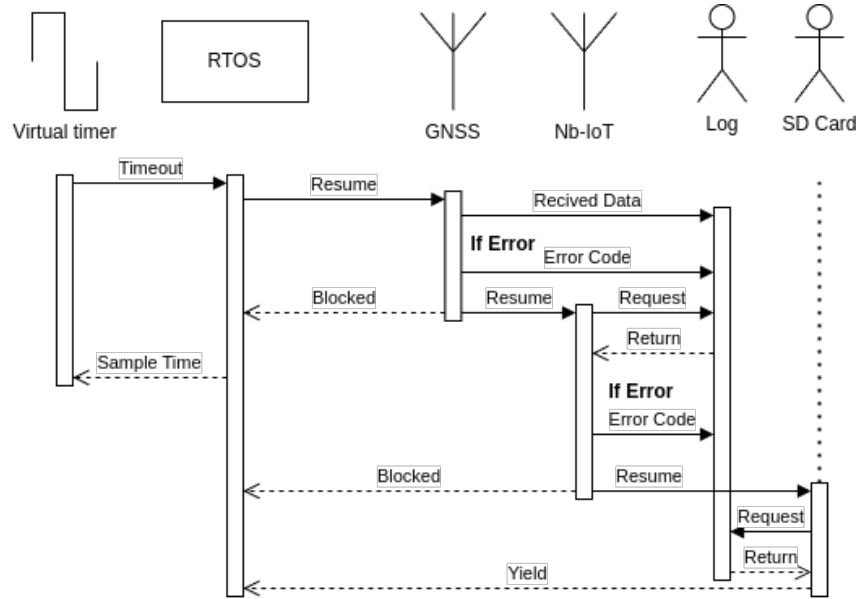 RTOS
Virtual timer
GNSS
Nb-IoT
Log
SD Card
Timeout
Resume
Recived Data
If Error
Error Code
Blocked
Resume
Request
Return
Sample Time
If Error
Error Code
Blocked
Resume
Request
Return
Yield